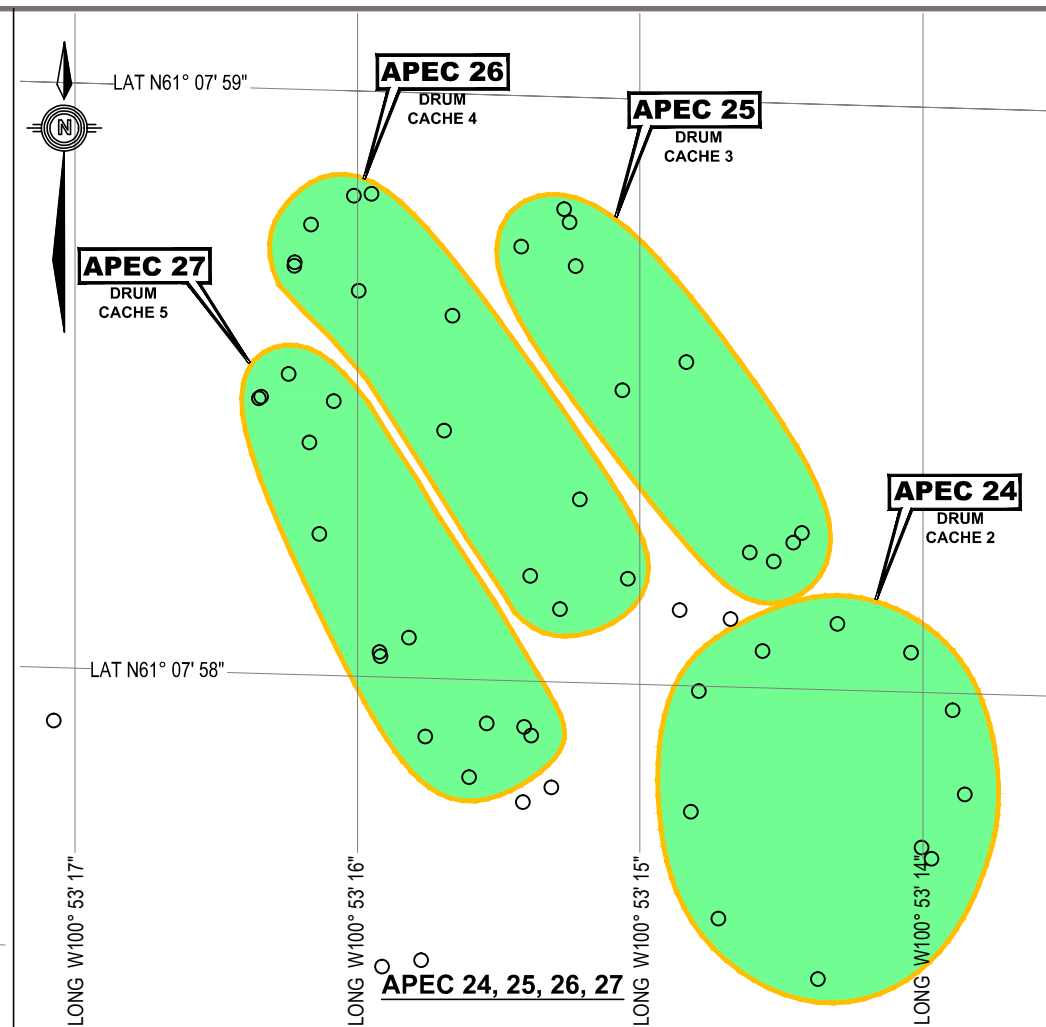 APEC 26
DRUM
CACHE 4
LAT N61° 07' 59"
APEC 25
DRUM
CACHE 3
N
APEC 27
DRUM
CACHE 5
APEC 24
DRUM
CACHE 2
LAT N61° 07' 58"
LONG W100° 53' 17"
LONG W100° 53' 16"
LONG W100° 53' 15"
LONG W100° 53' 14"
APEC 24, 25, 26, 27